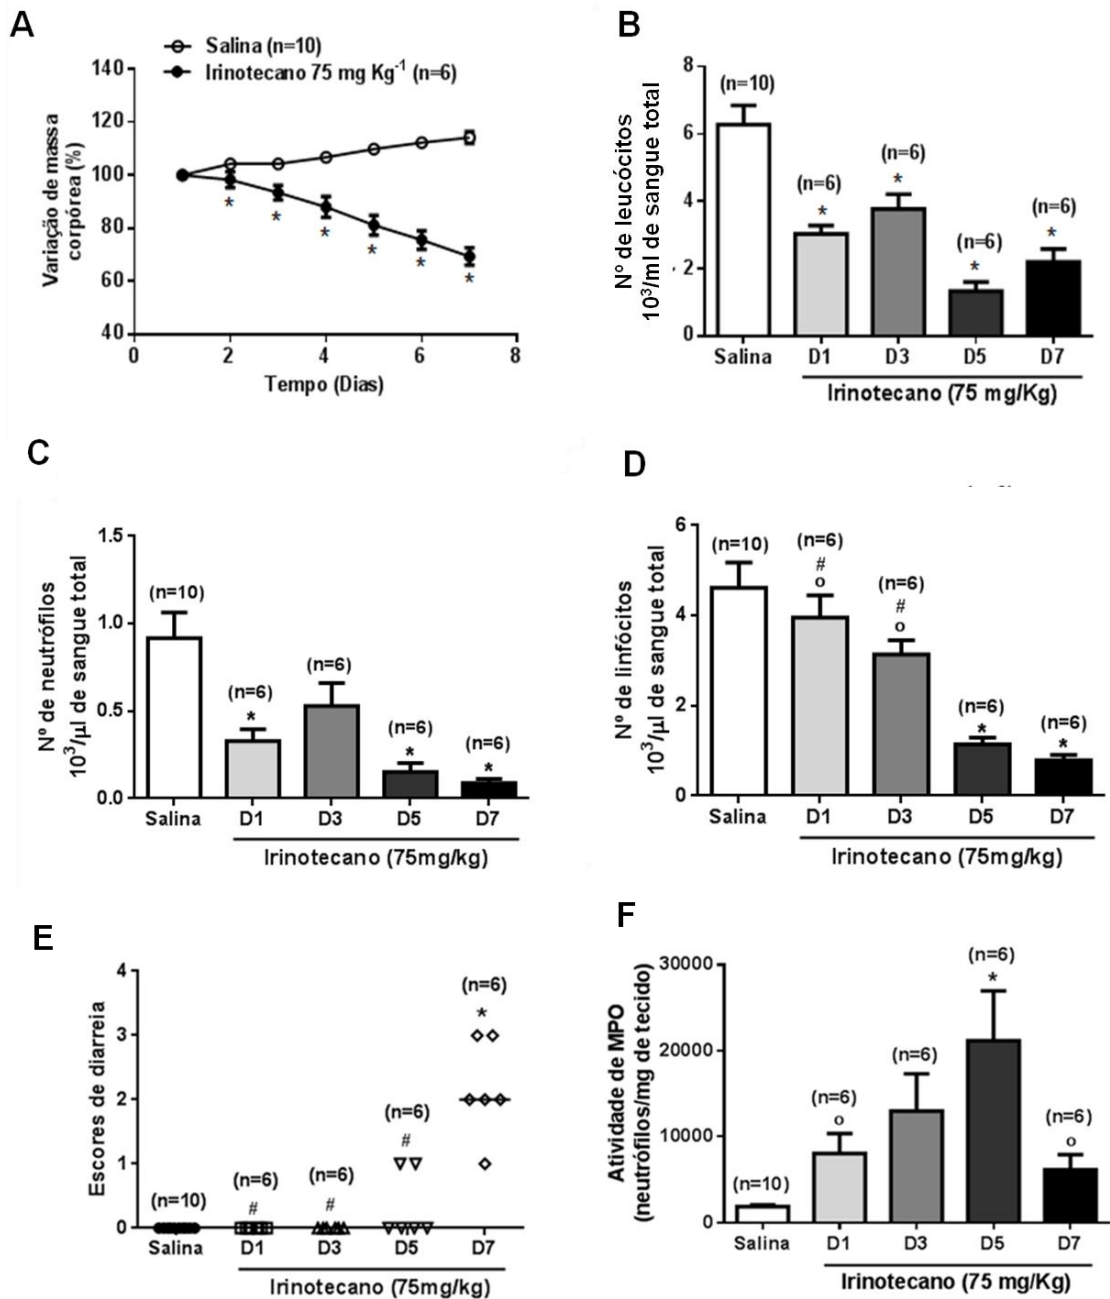 A
Salina (n=10)
Irinotecano 75 mg Kg-1 (n=6)
140
120
100
80
60
40
Variação de massa
corpórea (%)
* * * * * *
0 2 4 6 8
Tempo (Dias)
B
8
6
4
2
0
Nº de leucócitos
10³/ml de sangue total
(n=10)
(n=6)
*
(n=6)
*
(n=6)
*
(n=6)
*
Salina D1 D3 D5 D7
Irinotecano (75 mg/Kg)
C
1.5
1.0
0.5
0.0
Nº de neutrófilos
10³/µl de sangue total
(n=10)
(n=6)
*
(n=6)
(n=6)
*
(n=6)
*
Salina D1 D3 D5 D7
Irinotecano (75mg/kg)
D
6
4
2
0
Nº de linfócitos
10³/µl de sangue total
(n=10)
(n=6)
#
o
(n=6)
#
o
(n=6)
*
(n=6)
*
Salina D1 D3 D5 D7
Irinotecano (75mg/kg)
E
4
3
2
1
0
Escores de diarreia
(n=10)
(n=6)
#
(n=6)
#
(n=6)
#
(n=6)
*
Salina D1 D3 D5 D7
Irinotecano (75mg/kg)
F
30000
20000
10000
0
Atividade de MPO
(neutrófilos/mg de tecido)
(n=10)
(n=6)
o
(n=6)
(n=6)
*
(n=6)
o
Salina D1 D3 D5 D7
Irinotecano (75 mg/Kg)